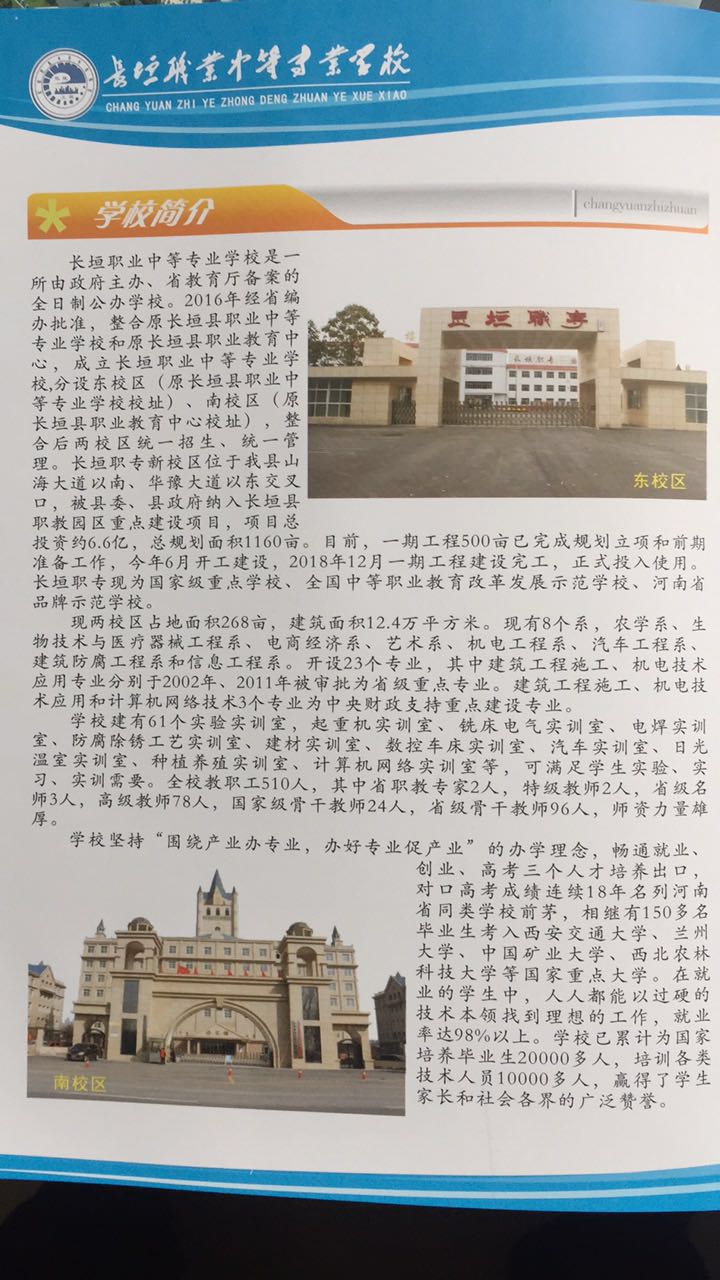 长垣职业中等专业学校
CHANG YUAN ZHI YE ZHONG DENG ZHUAN YE XUE XIAO
学校简介
changyuanzhizhuan
长垣职业中等专业学校是一
所由政府主办、省教育厅备案的
全日制公办学校。2016年经省编
办批准，整合原长垣县职业中等
专业学校和原长垣县职业教育中
心，成立长垣职业中等专业学
校,分设东校区（原长垣县职业中
等专业学校校址）、南校区（原
长垣县职业教育中心校址），整
合后两校区统一招生、统一管
理。长垣职专新校区位于我县山
海大道以南、华豫大道以东交叉
口，被县委、县政府纳入长垣县
职教园区重点建设项目，项目总
投资约6.6亿，总规划面积1160亩。目前，一期工程500亩已完成规划立项和前期
准备工作，今年6月开工建设，2018年12月一期工程建设完工，正式投入使用。
长垣职专现为国家级重点学校、全国中等职业教育改革发展示范学校、河南省
品牌示范学校。
现两校区占地面积268亩，建筑面积12.4万平方米。现有8个系，农学系、生
物技术与医疗器械工程系、电商经济系、艺术系、机电工程系、汽车工程系、
建筑防腐工程系和信息工程系。开设23个专业，其中建筑工程施工、机电技术
应用专业分别于2002年、2011年被审批为省级重点专业。建筑工程施工、机电技
术应用和计算机网络技术3个专业为中央财政支持重点建设专业。
学校建有61个实验实训室，起重机实训室、铣床电气实训室、电焊实训
室、防腐除锈工艺实训室、建材实训室、数控车床实训室、汽车实训室、日光
温室实训室、种植养殖实训室、计算机网络实训室等，可满足学生实验、实
习、实训需要。全校教职工510人，其中省职教专家2人，特级教师2人，省级名
师3人，高级教师78人，国家级骨干教师24人，省级骨干教师96人，师资力量雄
厚。
学校坚持“围绕产业办专业，办好专业促产业”的办学理念，畅通就业、
创业、高考三个人才培养出口，
对口高考成绩连续18年名列河南
省同类学校前茅，相继有150多名
毕业生考入西安交通大学、兰州
大学、中国矿业大学、西北农林
科技大学等国家重点大学。在就
业的学生中，人人都能以过硬的
技术本领找到理想的工作，就业
率达98%以上。学校已累计为国家
培养毕业生20000多人，培训各类
技术人员10000多人，赢得了学生
家长和社会各界的广泛赞誉。
长垣職專
长垣职专
东校区
南校区